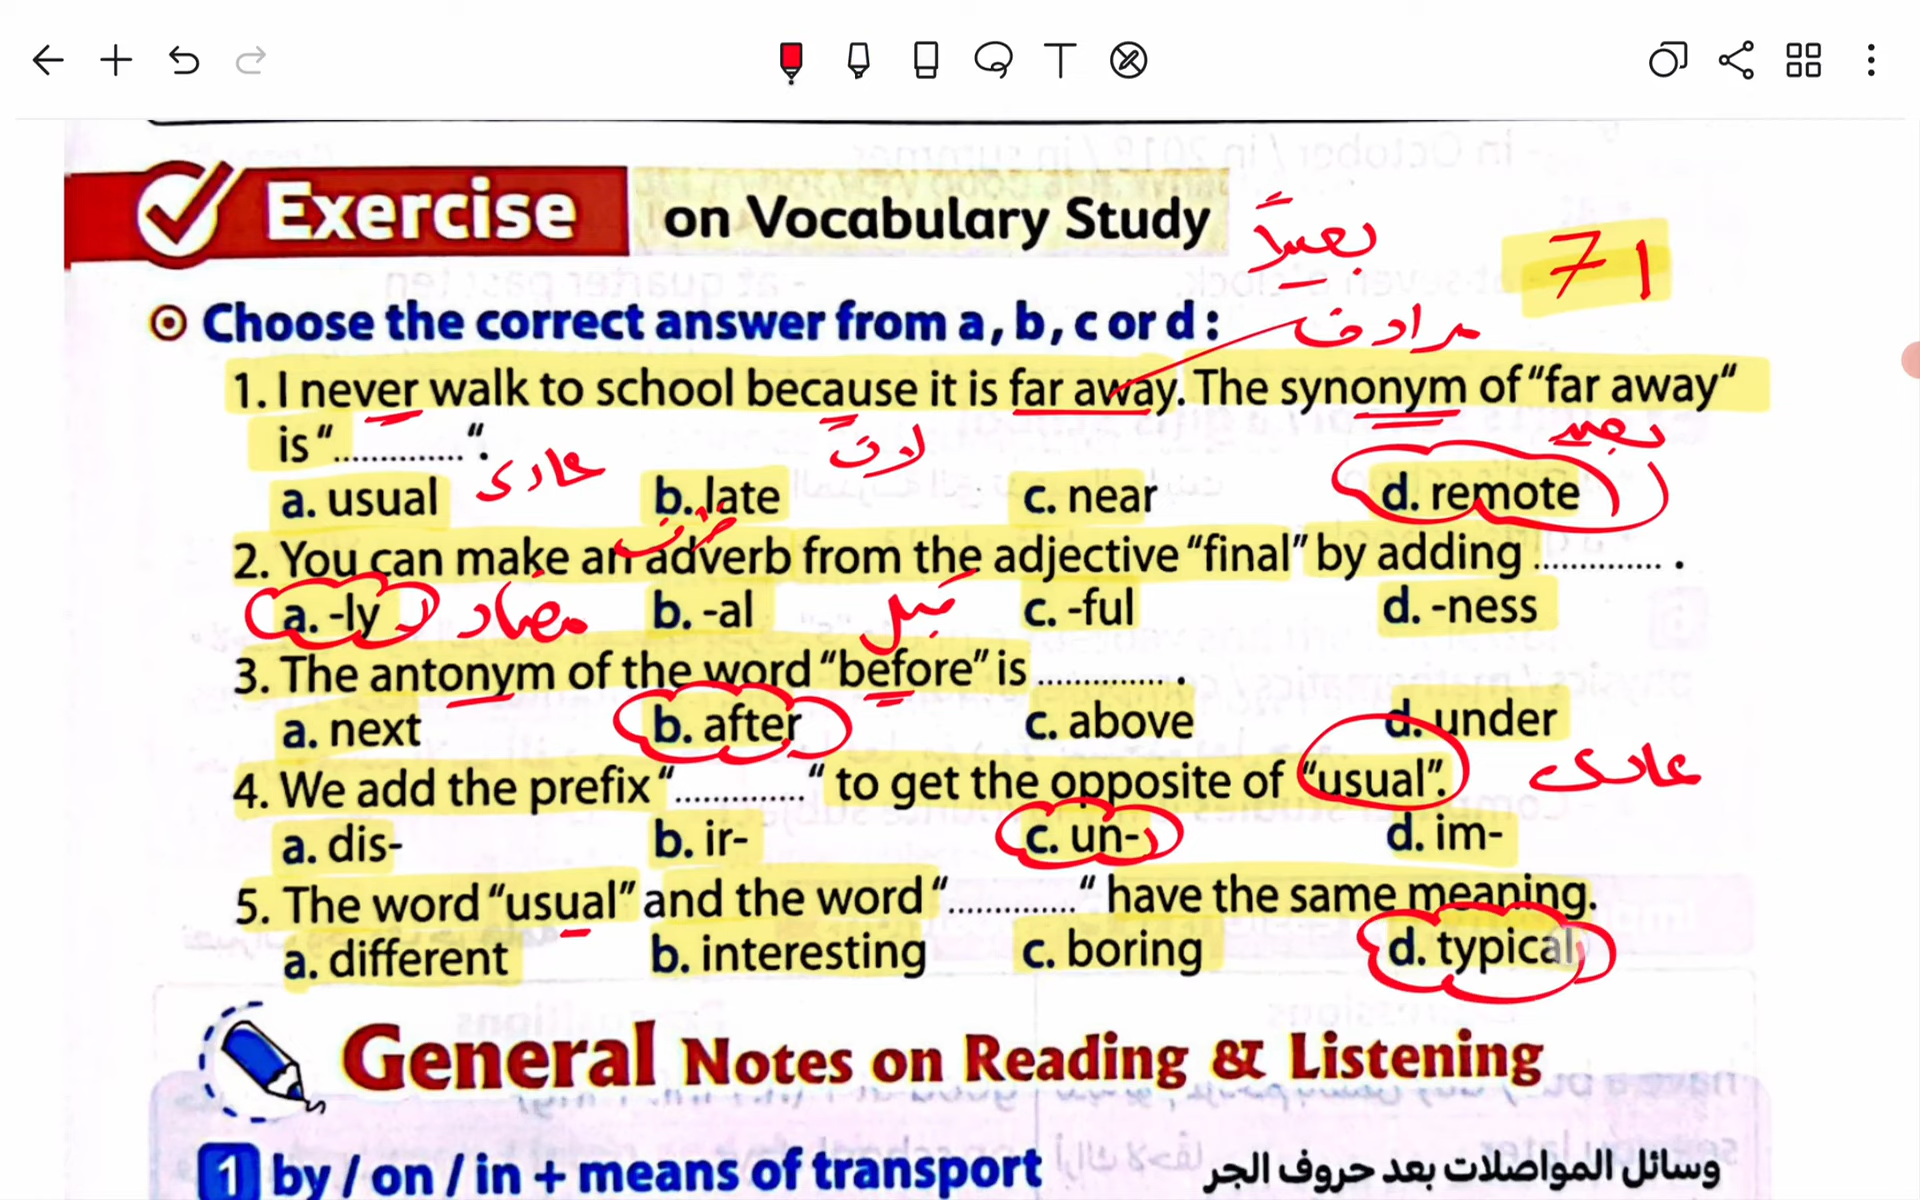 Exercise on Vocabulary Study
بعيداً
71
Choose the correct answer from a, b, c or d :
مرادف
1. I never walk to school because it is far away. The synonym of “far away“
is “..............“.
لان
بعيد
a. usual عادى b. late c. near d. remote
ظرف
2. You can make an adverb from the adjective “final” by adding .............. .
a. -ly مضاد b. -al قبل c. -ful d. -ness
3. The antonym of the word “before” is .............. .
a. next b. after c. above d. under
4. We add the prefix “..............“ to get the opposite of “usual”. عادى
a. dis- b. ir- c. un- d. im-
5. The word “usual” and the word “..............“ have the same meaning.
a. different b. interesting c. boring d. typical
General Notes on Reading & Listening
1 by / on / in + means of transport وسائل المواصلات بعد حروف الجر